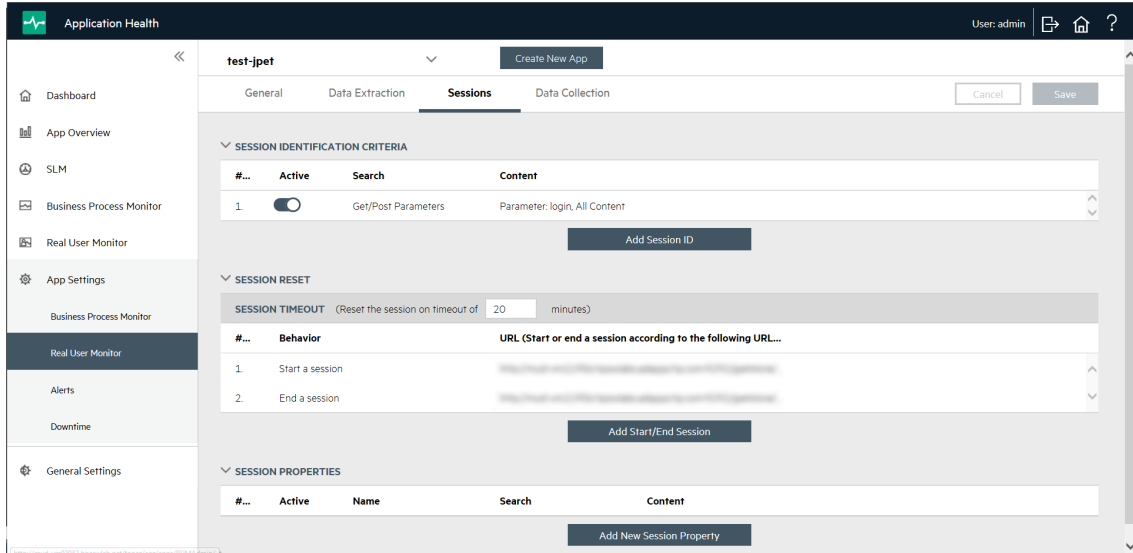 Application Health
User: admin
?
test-jpet
Create New App
General Data Extraction Sessions Data Collection
Cancel Save
Dashboard
App Overview
SLM
Business Process Monitor
Real User Monitor
App Settings
Business Process Monitor
Real User Monitor
Alerts
Downtime
General Settings
SESSION IDENTIFICATION CRITERIA
#... Active Search Content
1. Get/Post Parameters Parameter: login, All Content
Add Session ID
SESSION RESET
SESSION TIMEOUT (Reset the session on timeout of 20 minutes)
#... Behavior URL (Start or end a session according to the following URL...
1. Start a session
2. End a session
Add Start/End Session
SESSION PROPERTIES
#... Active Name Search Content
Add New Session Property